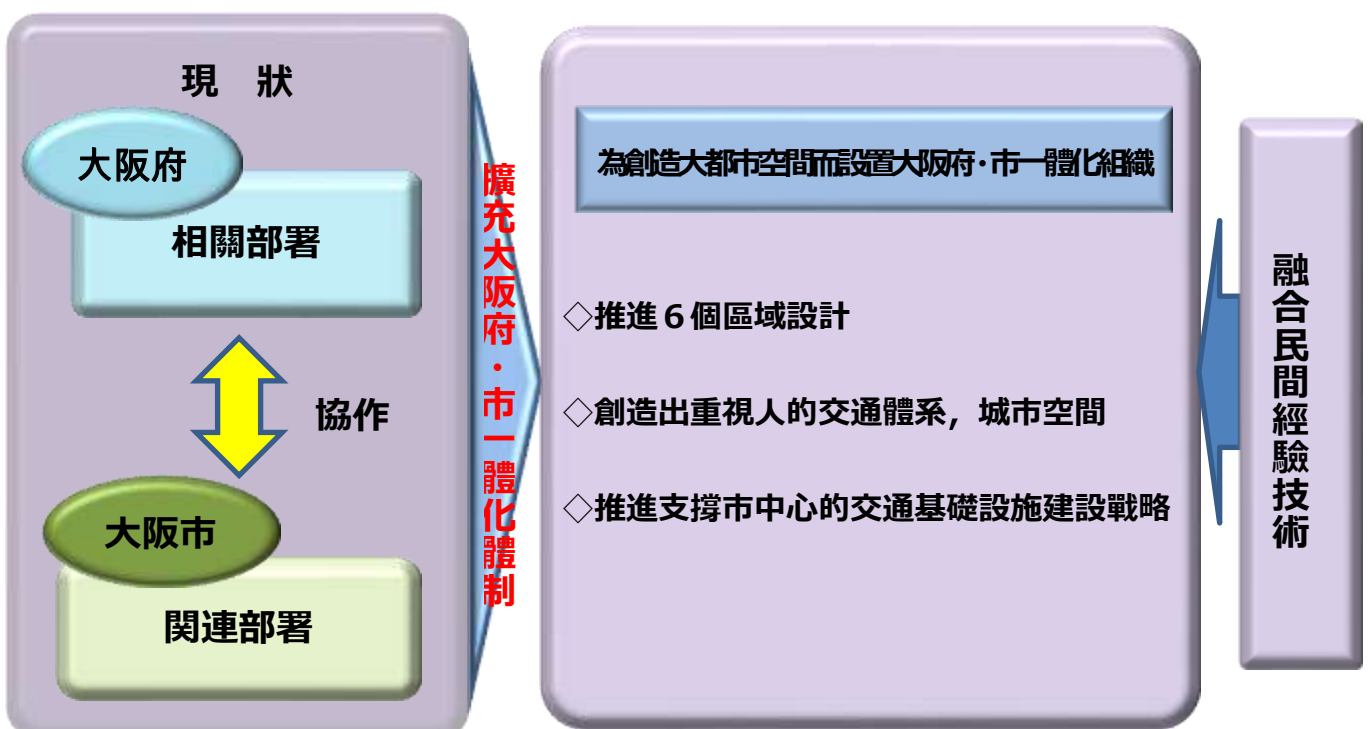 現　狀
大阪府
相關部署
協作
大阪市
関連部署
擴充大阪府・市一體化體制
為創造大都市空間而設置大阪府・市一體化組織
◇推進６個區域設計
◇創造出重視人的交通體系，城市空間
◇推進支撐市中心的交通基礎設施建設戰略
融合民間經驗技術